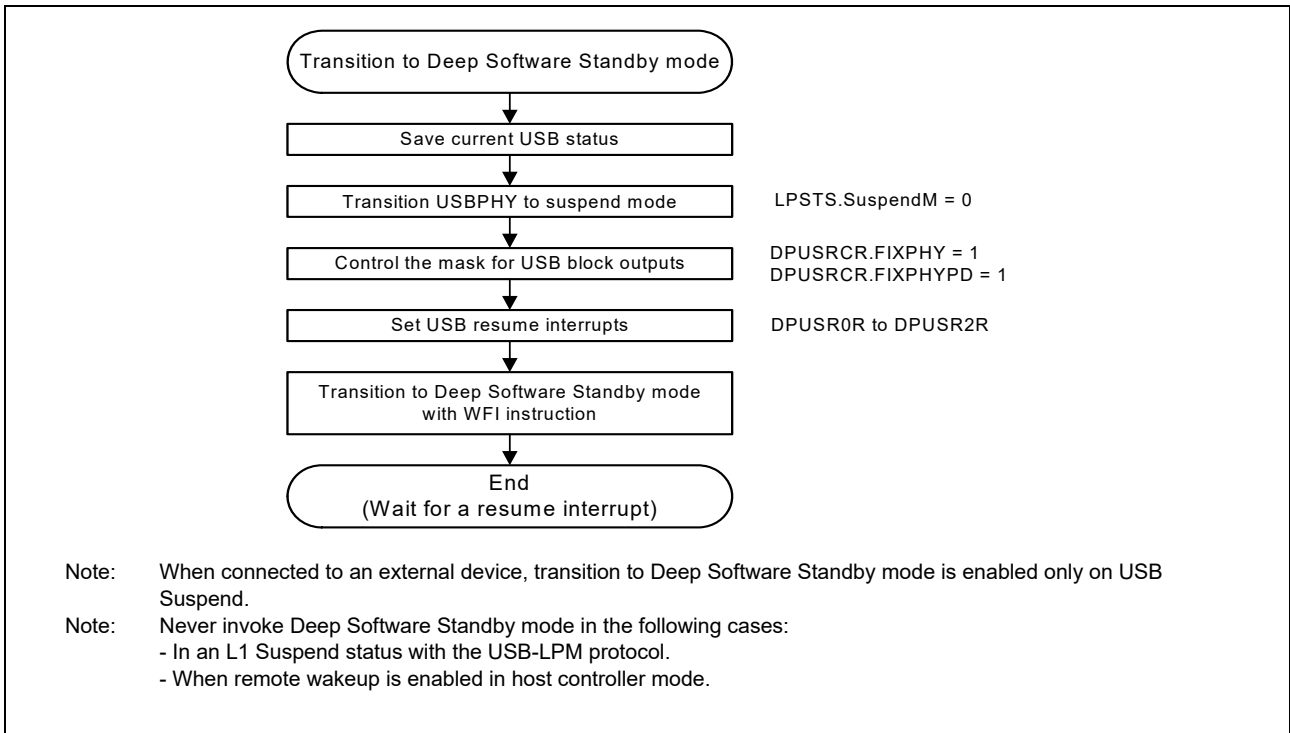 Transition to Deep Software Standby mode
Save current USB status
Transition USBPHY to suspend mode
LPSTS.SuspendM = 0
Control the mask for USB block outputs
DPUSRCR.FIXPHY = 1
DPUSRCR.FIXPHYPD = 1
Set USB resume interrupts
DPUSR0R to DPUSR2R
Transition to Deep Software Standby mode
with WFI instruction
End
(Wait for a resume interrupt)
Note: When connected to an external device, transition to Deep Software Standby mode is enabled only on USB
Suspend.
Note: Never invoke Deep Software Standby mode in the following cases:
- In an L1 Suspend status with the USB-LPM protocol.
- When remote wakeup is enabled in host controller mode.